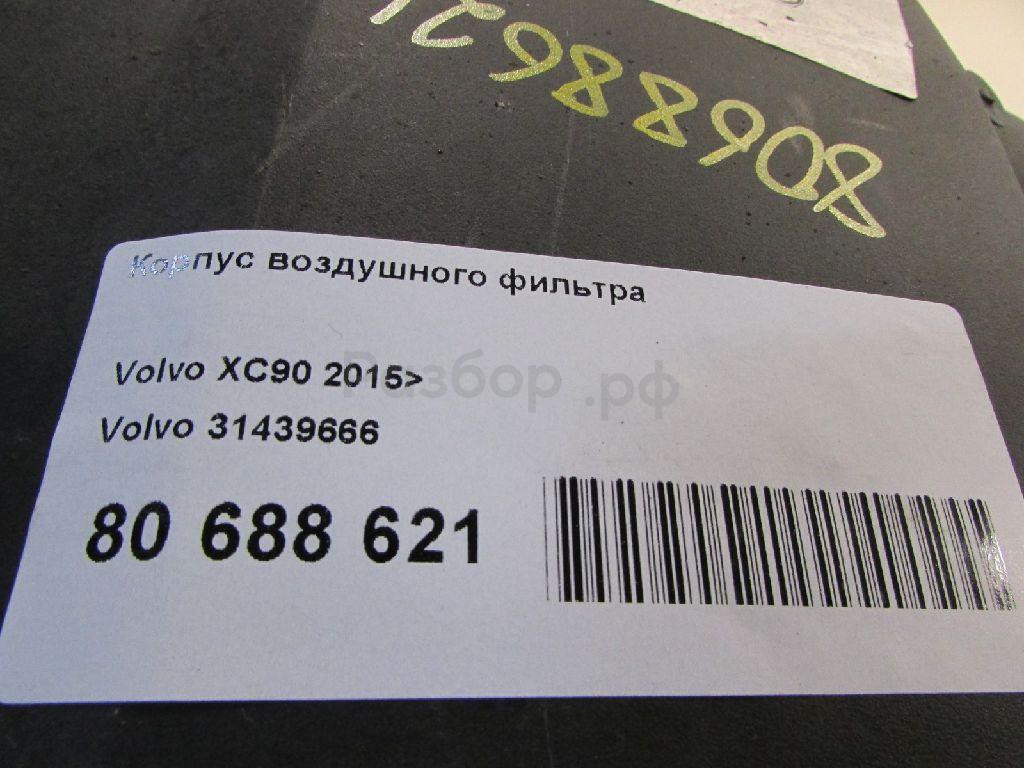 80688621
Корпус воздушного фильтра
Volvo XC90 2015>
Разбор.рф
Volvo 31439666
80 688 621